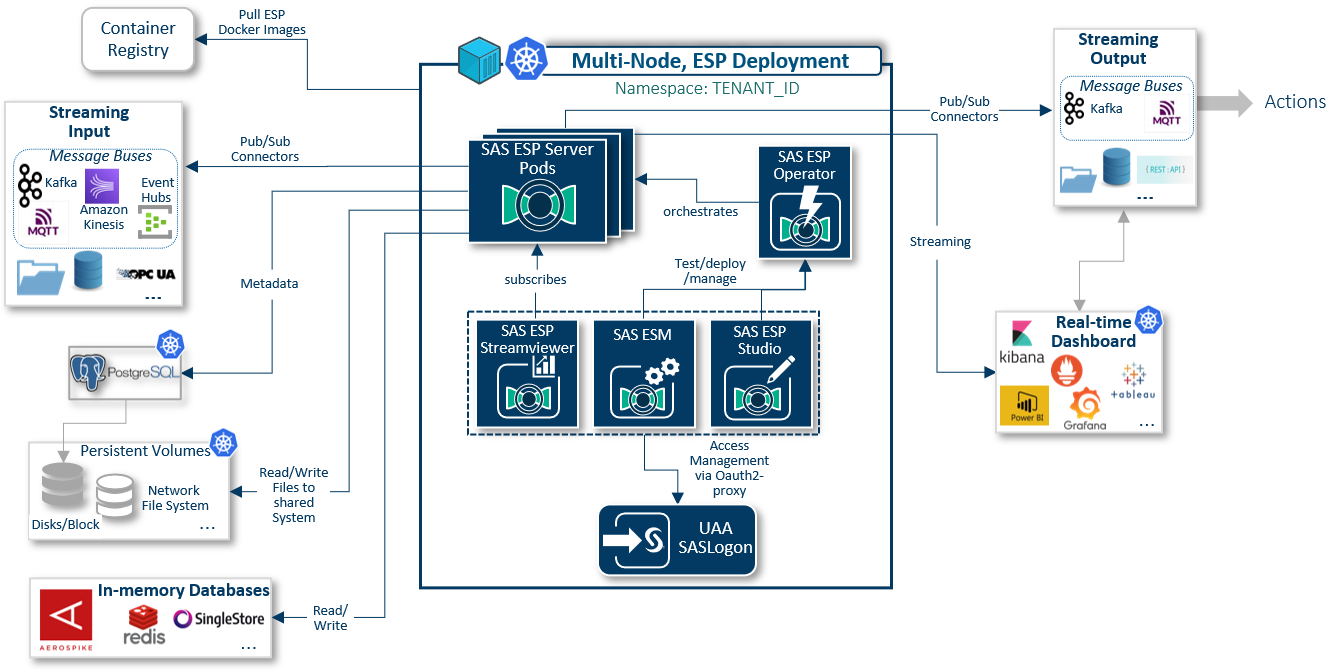 Container
Registry
Pull ESP
Docker Images
Multi-Node, ESP Deployment
Namespace: TENANT_ID
Streaming
Input
Message Buses
Kafka
Event
Hubs
MQTT
Amazon
Kinesis
OPC UA
...
Pub/Sub
Connectors
SAS ESP Server
Pods
SAS ESP
Operator
orchestrates
Pub/Sub
Connectors
Streaming
Output
Message Buses
Kafka
MQTT
{REST:API}
...
Actions
Streaming
Metadata
subscribes
Test/deploy
/manage
SAS ESP
Streamviewer
SAS ESM
SAS ESP
Studio
Real-time
Dashboard
kibana
+ableau
Power BI
Grafana
...
PostgreSQL
Persistent Volumes
Network
File System
Disks/Block
...
Read/Write
Files to
shared
System
Access
Management
via Oauth2-
proxy
UAA
SASLogon
In-memory Databases
AEROSPIKE
redis
SingleStore
...
Read/
Write